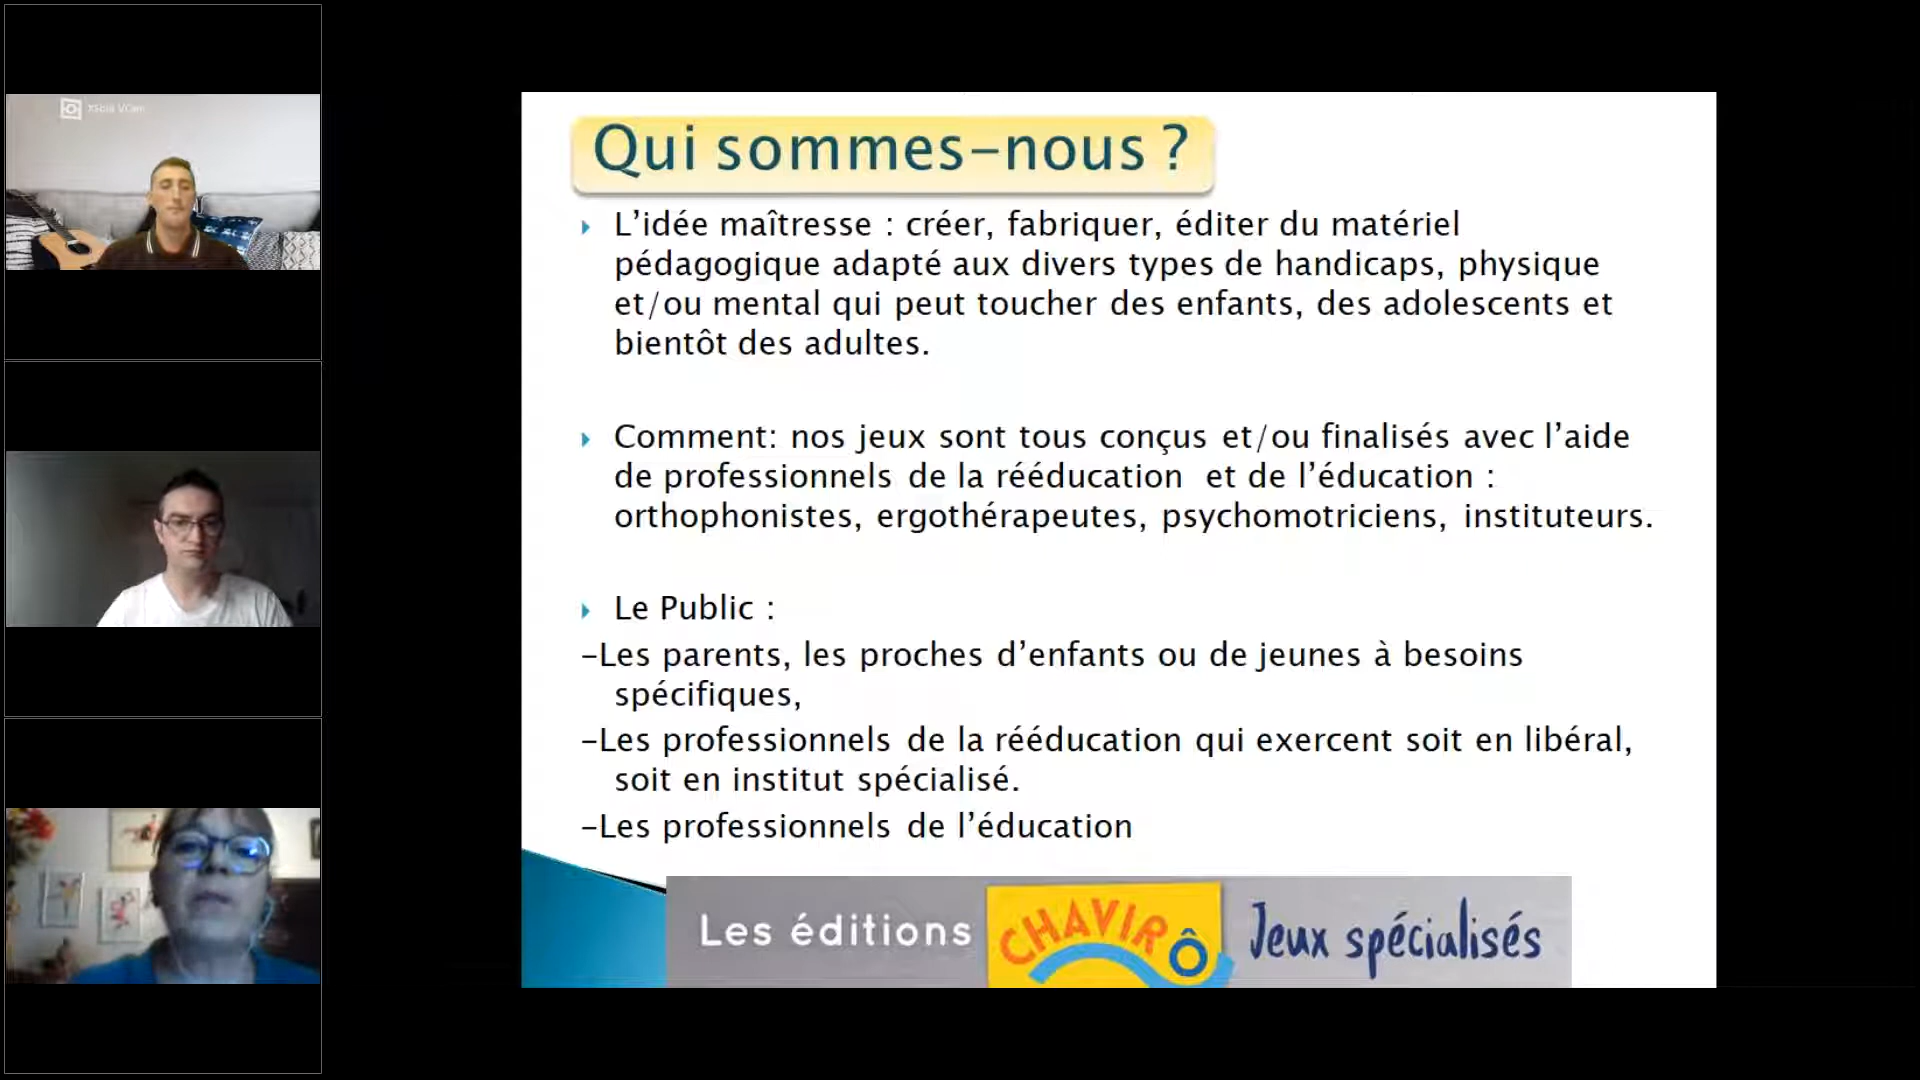 XSplit VCam
Qui sommes-nous ?
L'idée maîtresse : créer, fabriquer, éditer du matériel
pédagogique adapté aux divers types de handicaps, physique
et/ou mental qui peut toucher des enfants, des adolescents et
bientôt des adultes.
Comment: nos jeux sont tous conçus et/ou finalisés avec l'aide
de professionnels de la rééducation et de l'éducation :
orthophonistes, ergothérapeutes, psychomotriciens, instituteurs.
Le Public :
-Les parents, les proches d'enfants ou de jeunes à besoins
spécifiques,
-Les professionnels de la rééducation qui exercent soit en libéral,
soit en institut spécialisé.
-Les professionnels de l'éducation
Les éditions CHAVIRÔ Jeux spécialisés